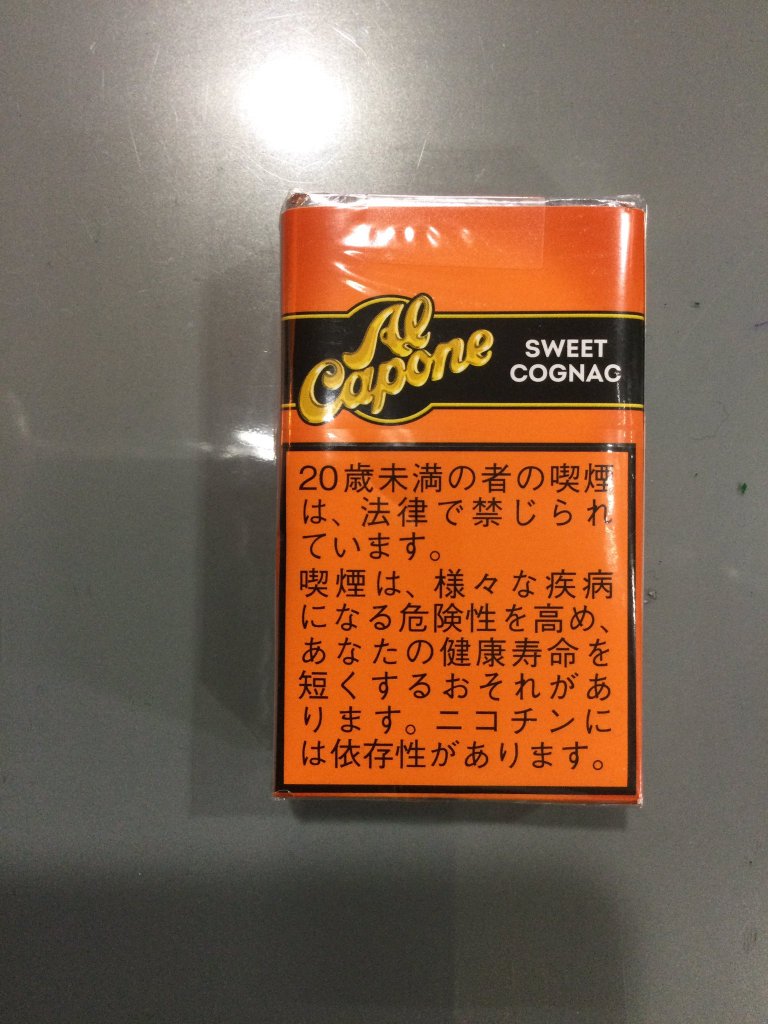 Al
Capone
SWEET
COGNAC
20歳未満の者の喫煙
は、法律で禁じられ
ています。
喫煙は、様々な疾病
になる危険性を高め、
あなたの健康寿命を
短くするおそれがあ
ります。ニコチンに
は依存性があります。